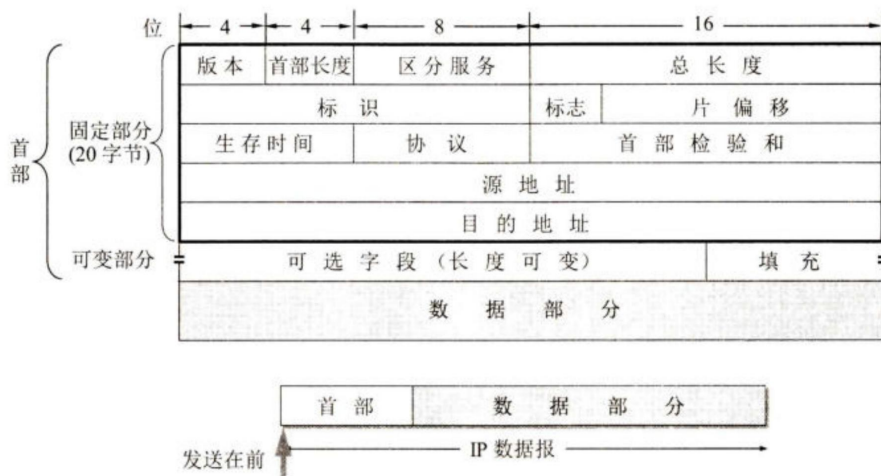 位 4 4 8 16
版本 首部长度 区分服务 总长度
标识 标志 片偏移
固定部分
(20 字节)
首部
生存时间 协议 首部检验和
源地址
目的地址
可变部分 可选字段（长度可变） 填充
数据部分
首部 数据部分
发送在前 IP 数据报